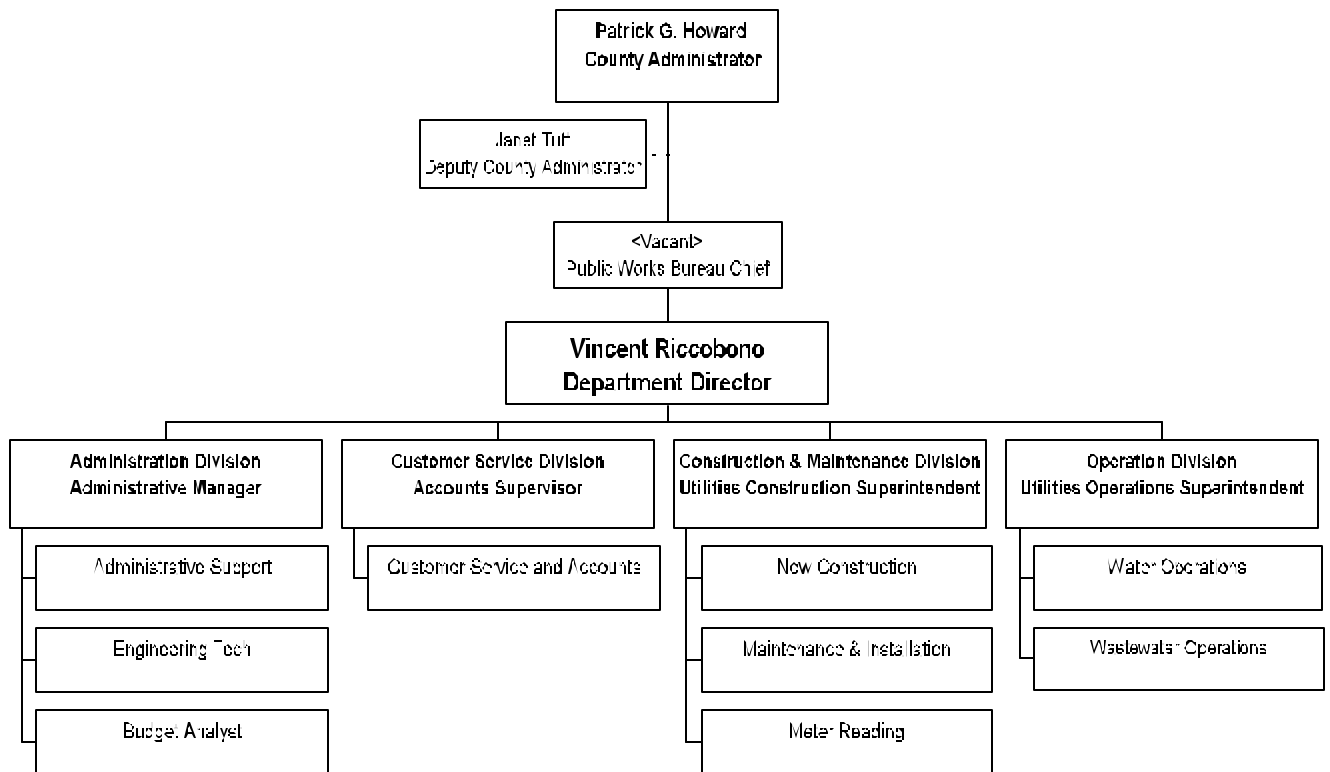 Patrick G. Howard
County Administrator
Janet Tuft
Deputy County Administrator
<Vacant>
Public Works Bureau Chief
Vincent Riccobono
Department Director
Administration Division
Administrative Manager
Customer Service Division
Accounts Supervisor
Construction & Maintenance Division
Utilities Construction Superintendent
Operation Division
Utilities Operations Superintendent
Administrative Support
Customer Service and Accounts
New Construction
Water Operations
Engineering Tech
Maintenance & Installation
Wastewater Operations
Budget Analyst
Meter Reading